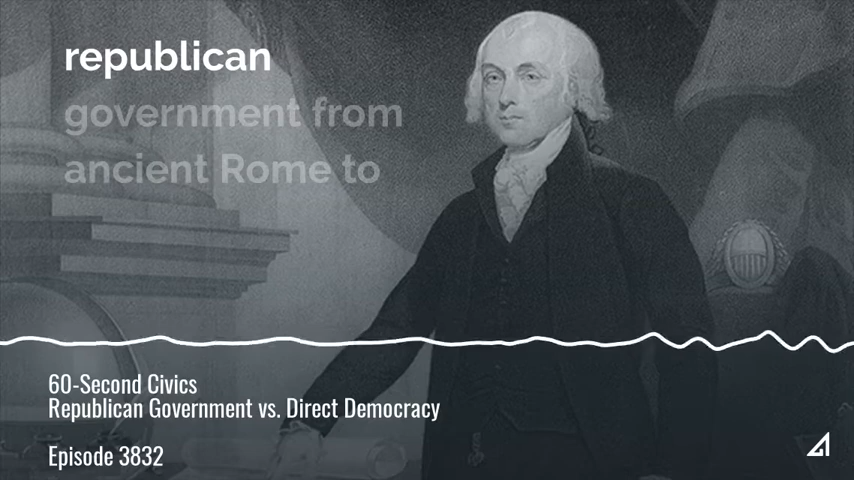 republican
government from
ancient Rome to
60-Second Civics
Republican Government vs. Direct Democracy
Episode 3832